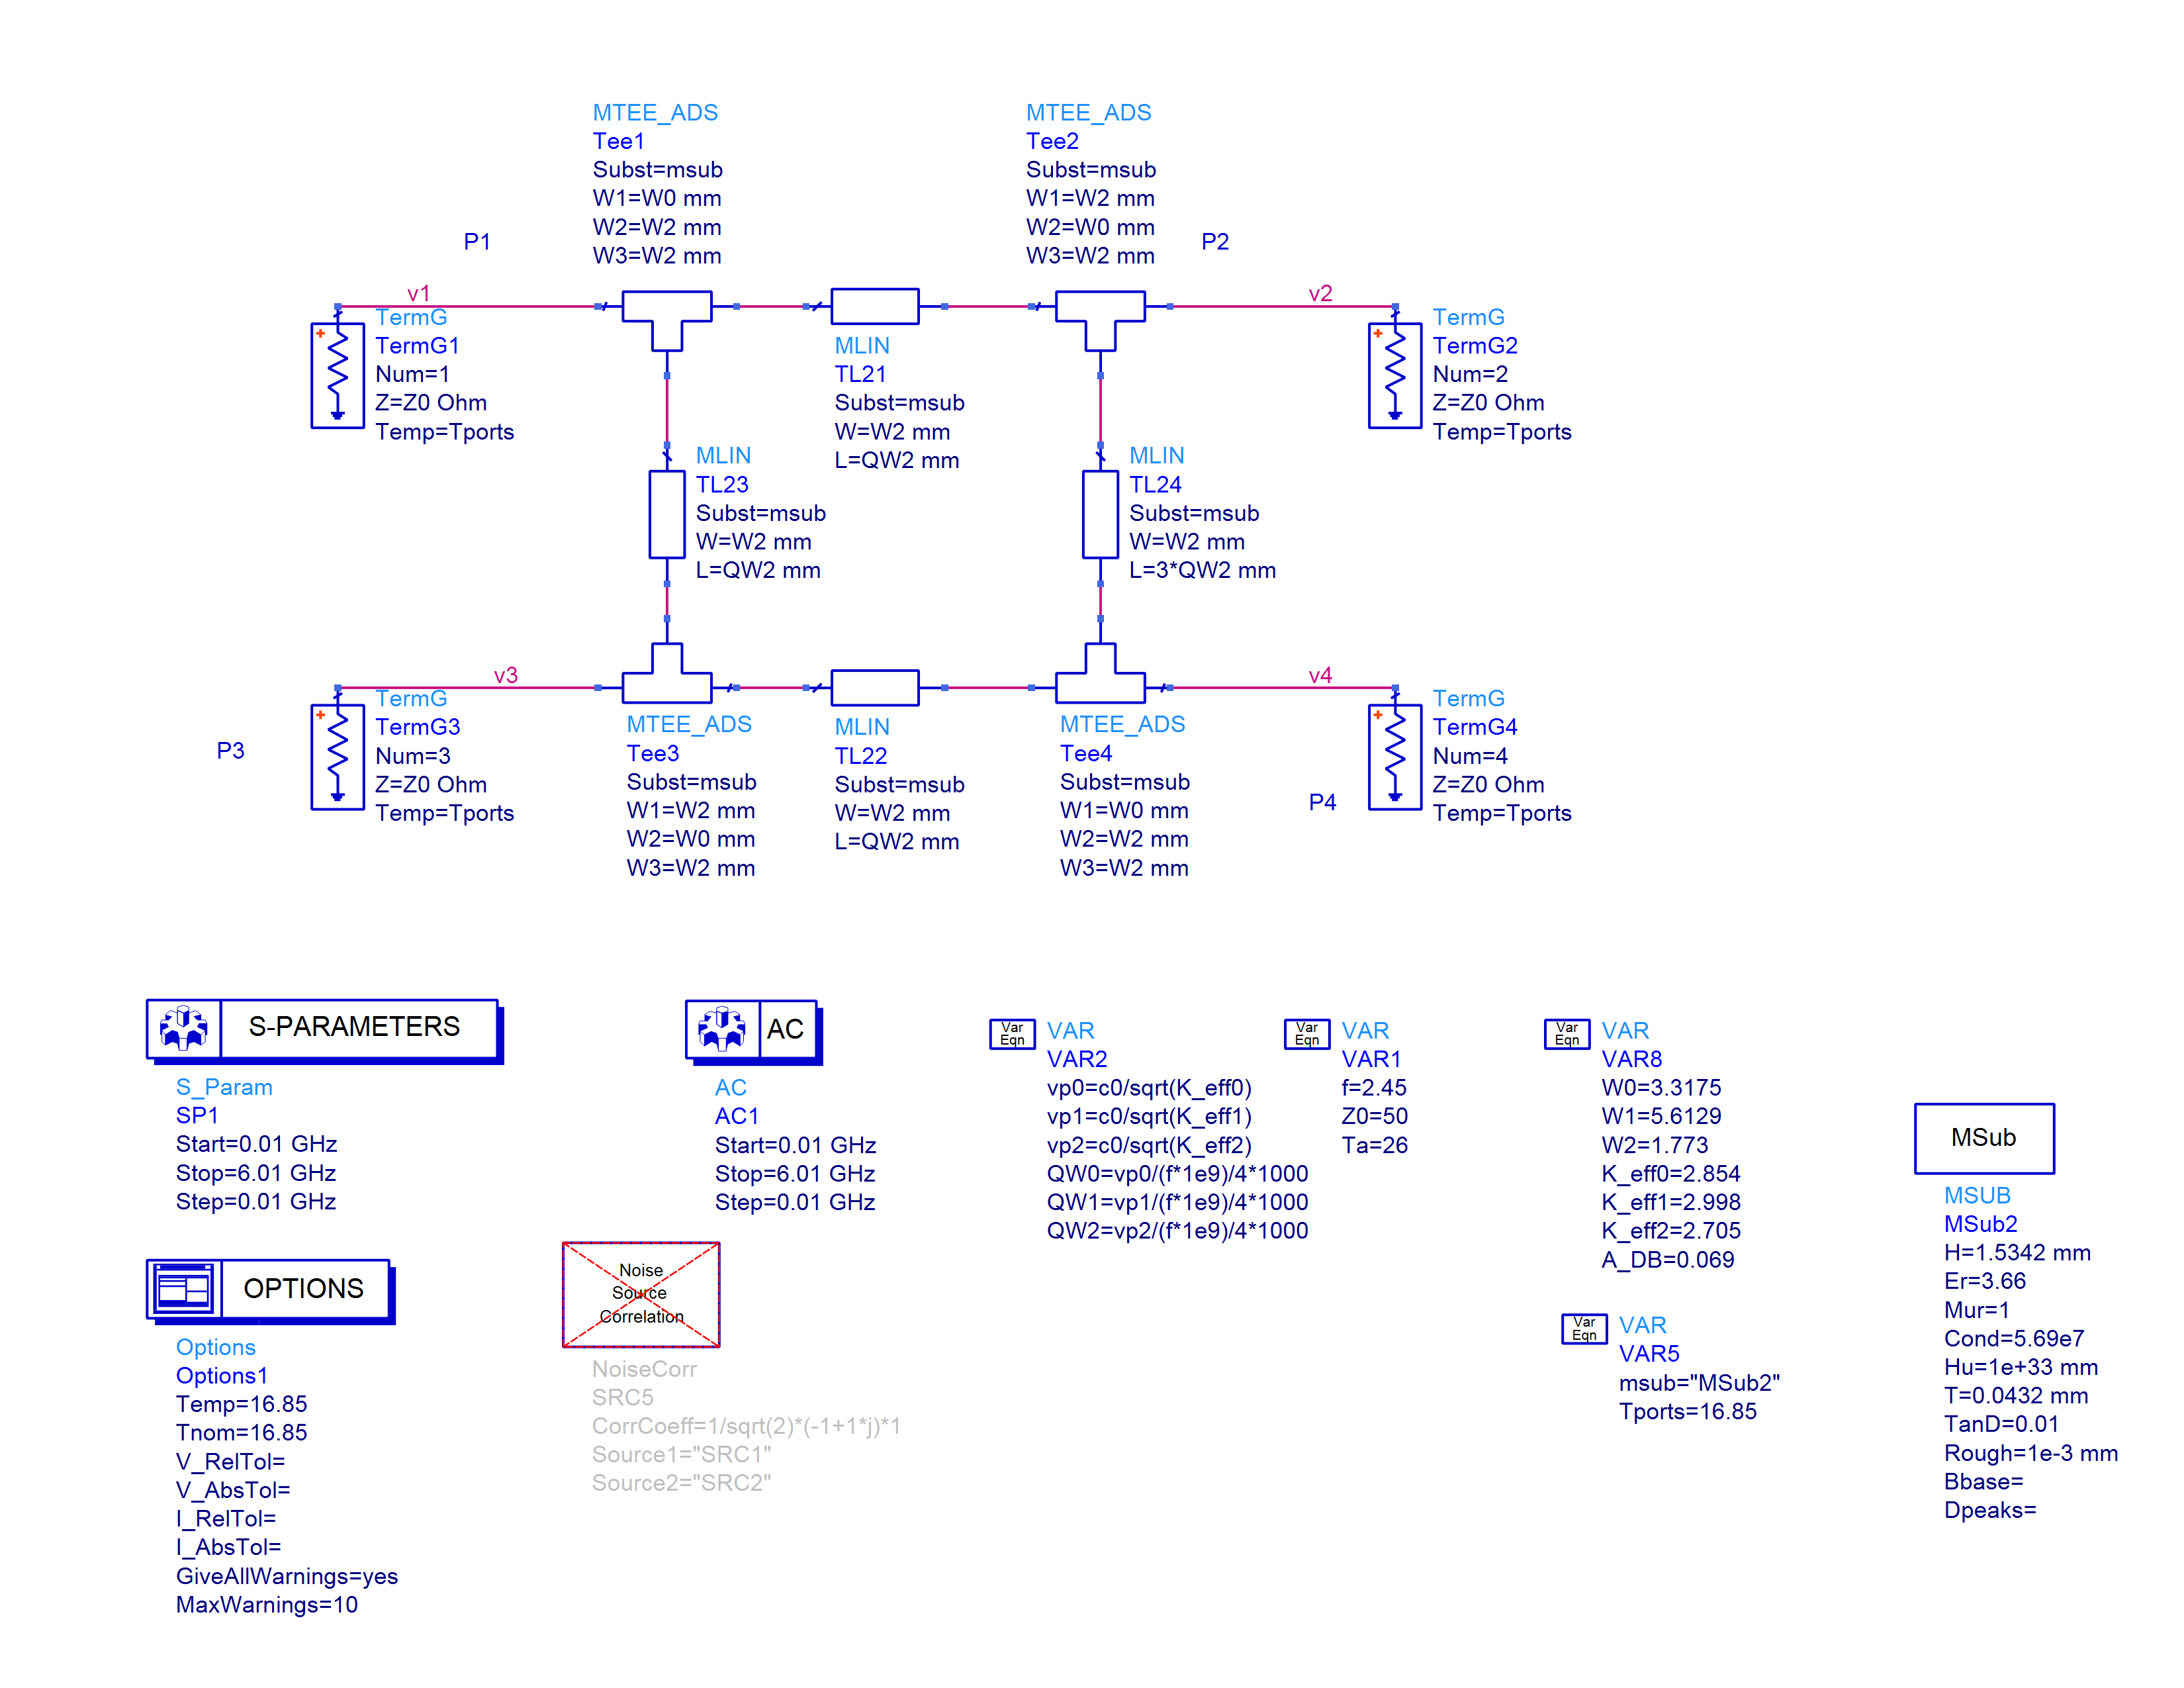 MTEE_ADS
Tee1
Subst=msub
W1=W0 mm
W2=W2 mm
W3=W2 mm
MTEE_ADS
Tee2
Subst=msub
W1=W2 mm
W2=W0 mm
W3=W2 mm
P1
P2
v1
v2
TermG
TermG1
Num=1
Z=Z0 Ohm
Temp=Tports
MLIN
TL21
Subst=msub
W=W2 mm
L=QW2 mm
TermG
TermG2
Num=2
Z=Z0 Ohm
Temp=Tports
MLIN
TL23
Subst=msub
W=W2 mm
L=QW2 mm
MLIN
TL24
Subst=msub
W=W2 mm
L=3*QW2 mm
v3
v4
TermG
TermG3
Num=3
Z=Z0 Ohm
Temp=Tports
P3
MTEE_ADS
Tee3
Subst=msub
W1=W2 mm
W2=W0 mm
W3=W2 mm
MLIN
TL22
Subst=msub
W=W2 mm
L=QW2 mm
MTEE_ADS
Tee4
Subst=msub
W1=W0 mm
W2=W2 mm
W3=W2 mm
TermG
TermG4
Num=4
Z=Z0 Ohm
Temp=Tports
P4
S-PARAMETERS
S_Param
SP1
Start=0.01 GHz
Stop=6.01 GHz
Step=0.01 GHz
AC
AC
AC1
Start=0.01 GHz
Stop=6.01 GHz
Step=0.01 GHz
Var
Eqn
VAR
VAR2
vp0=c0/sqrt(K_eff0)
vp1=c0/sqrt(K_eff1)
vp2=c0/sqrt(K_eff2)
QW0=vp0/(f*1e9)/4*1000
QW1=vp1/(f*1e9)/4*1000
QW2=vp2/(f*1e9)/4*1000
Var
Eqn
VAR
VAR1
f=2.45
Z0=50
Ta=26
Var
Eqn
VAR
VAR8
W0=3.3175
W1=5.6129
W2=1.773
K_eff0=2.854
K_eff1=2.998
K_eff2=2.705
A_DB=0.069
MSub
MSUB
MSub2
H=1.5342 mm
Er=3.66
Mur=1
Cond=5.69e7
Hu=1e+33 mm
T=0.0432 mm
TanD=0.01
Rough=1e-3 mm
Bbase=
Dpeaks=
OPTIONS
Options
Options1
Temp=16.85
Tnom=16.85
V_RelTol=
V_AbsTol=
I_RelTol=
I_AbsTol=
GiveAllWarnings=yes
MaxWarnings=10
Noise
Source
Correlation
NoiseCorr
SRC5
CorrCoeff=1/sqrt(2)*(-1+1*j)*1
Source1="SRC1"
Source2="SRC2"
Var
Eqn
VAR
VAR5
msub="MSub2"
Tports=16.85